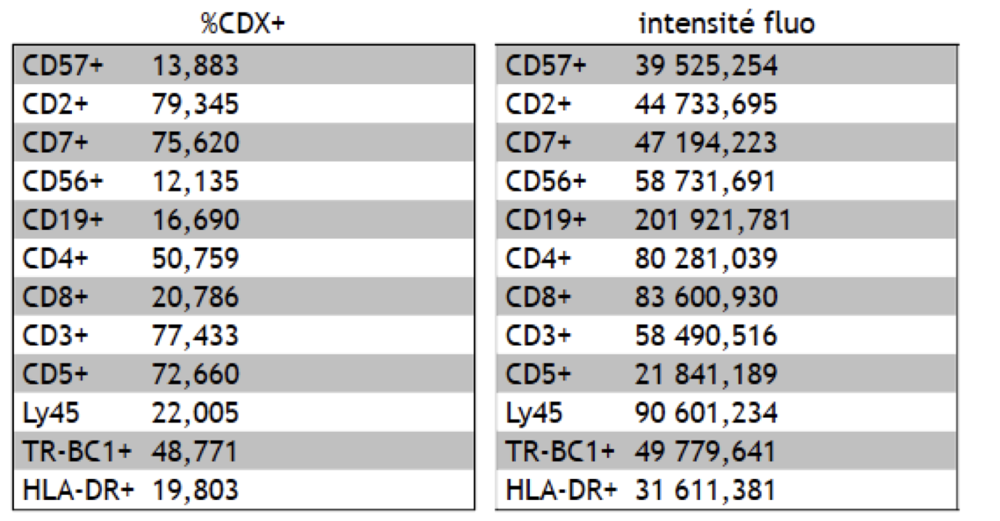 %CDX+
CD57+ 13,883
CD2+ 79,345
CD7+ 75,620
CD56+ 12,135
CD19+ 16,690
CD4+ 50,759
CD8+ 20,786
CD3+ 77,433
CD5+ 72,660
Ly45 22,005
TR-BC1+ 48,771
HLA-DR+ 19,803
intensité fluo
CD57+ 39 525,254
CD2+ 44 733,695
CD7+ 47 194,223
CD56+ 58 731,691
CD19+ 201 921,781
CD4+ 80 281,039
CD8+ 83 600,930
CD3+ 58 490,516
CD5+ 21 841,189
Ly45 90 601,234
TR-BC1+ 49 779,641
HLA-DR+ 31 611,381